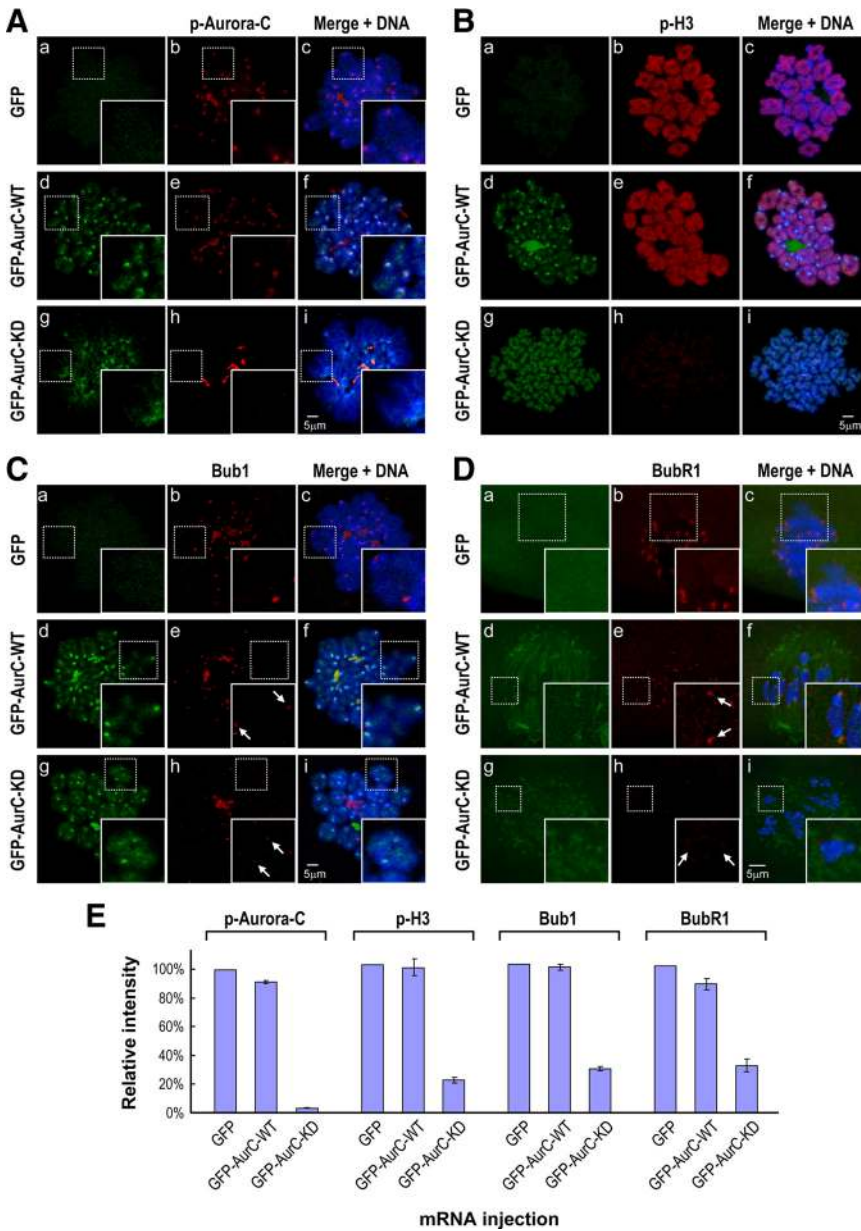 A
p-Aurora-C Merge + DNA
GFP
a b c
GFP-AurC-WT
d e f
GFP-AurC-KD
g h i
5μm
B
p-H3 Merge + DNA
GFP
a b c
GFP-AurC-WT
d e f
GFP-AurC-KD
g h i
5μm
C
Bub1 Merge + DNA
GFP
a b c
GFP-AurC-WT
d e f
GFP-AurC-KD
g h i
5μm
D
BubR1 Merge + DNA
GFP
a b c
GFP-AurC-WT
d e f
GFP-AurC-KD
g h i
5μm
E
p-Aurora-C p-H3 Bub1 BubR1
Relative intensity
100%
80%
60%
40%
20%
0%
GFP GFP-AurC-WT GFP-AurC-KD GFP GFP-AurC-WT GFP-AurC-KD GFP GFP-AurC-WT GFP-AurC-KD GFP GFP-AurC-WT GFP-AurC-KD
mRNA injection